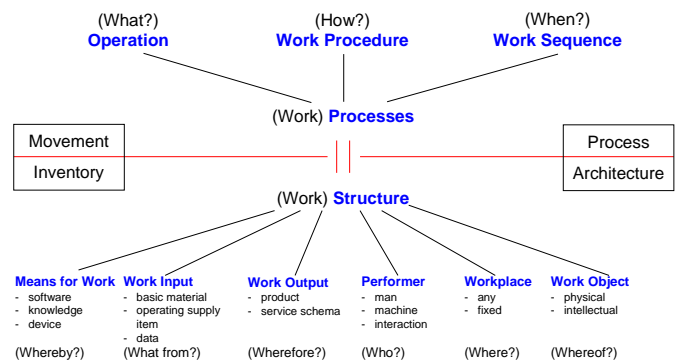 (What?) (How?) (When?)
Operation Work Procedure Work Sequence
(Work) Processes
Movement Process
Inventory Architecture
(Work) Structure
Means for Work Work Input Work Output Performer Workplace Work Object
- software - basic material - product - man - any - physical
- knowledge - operating supply - service schema - machine - fixed - intellectual
- device item - interaction
- data
(Whereby?) (What from?) (Wherefore?) (Who?) (Where?) (Whereof?)